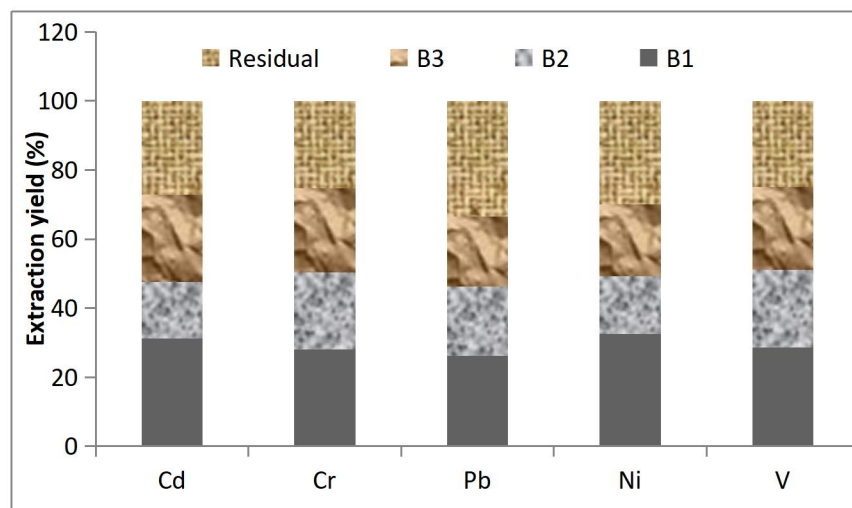 120
Residual B3 B2 B1
100
80
60
40
20
0
Extraction yield (%)
Cd Cr Pb Ni V